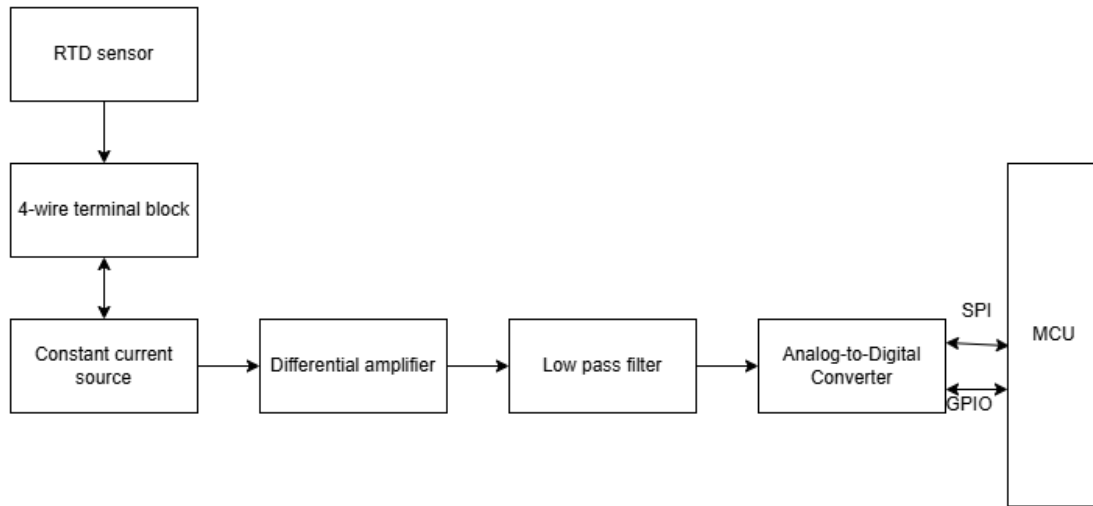 RTD sensor
4-wire terminal block
Constant current
source
Differential amplifier
Low pass filter
Analog-to-Digital
Converter
SPI
GPIO
MCU